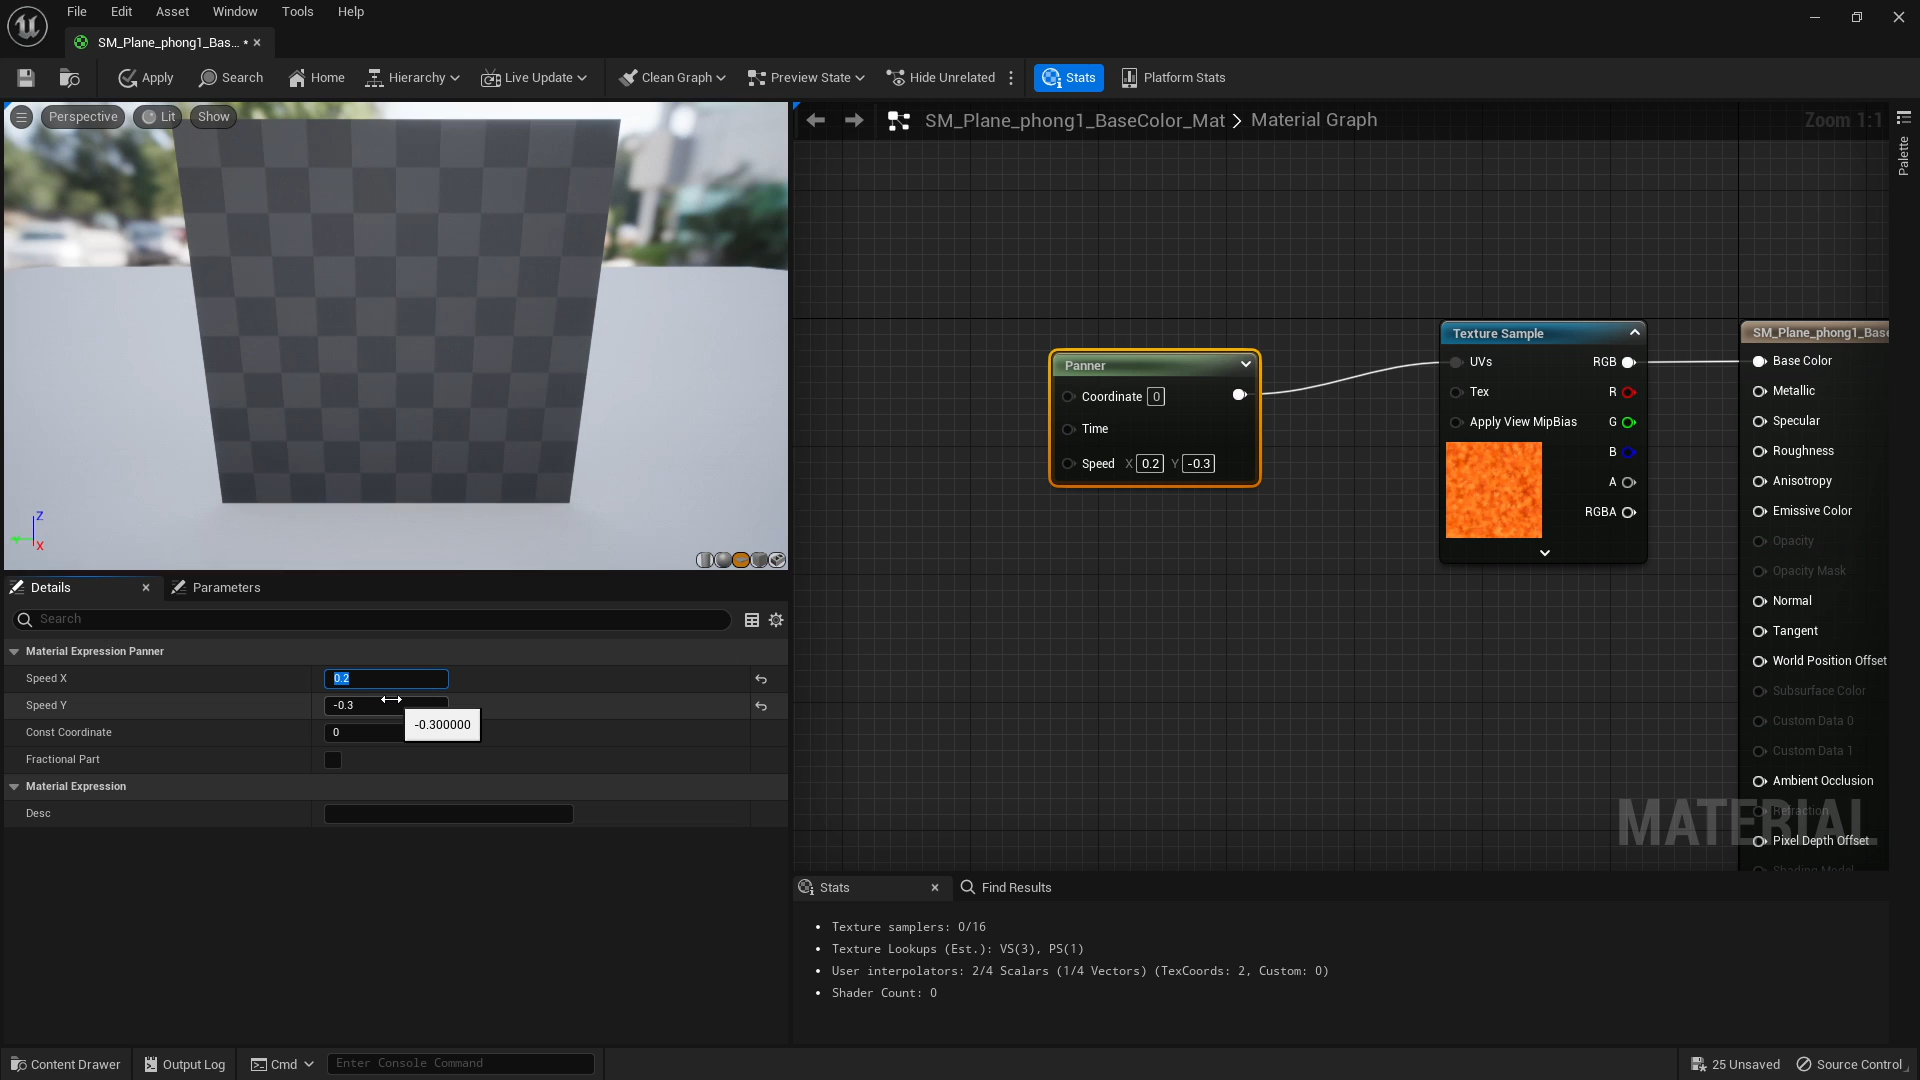 File Edit Asset Window Tools Help
SM_Plane_phong1_Bas... •
Apply Search Home Hierarchy Live Update Clean Graph Preview State Hide Unrelated Stats Platform Stats
Perspective Lit Show
SM_Plane_phong1_BaseColor_Mat > Material Graph
Zoom 1:1
Palette
Z
Y
X
Panner
Coordinate 0
Time
Speed X 0.2 Y -0.3
Texture Sample
UVs RGB
Tex R
Apply View MipBias G
B
A
RGBA
SM_Plane_phong1_Base
Base Color
Metallic
Specular
Roughness
Anisotropy
Emissive Color
Opacity
Opacity Mask
Normal
Tangent
World Position Offset
Subsurface Color
Custom Data 0
Custom Data 1
Ambient Occlusion
Refraction
Pixel Depth Offset
Shading Model
MATERIAL
Details Parameters
Search
Material Expression Panner
Speed X 0.2
Speed Y -0.3
-0.300000
Const Coordinate 0
Fractional Part
Material Expression
Desc
Stats Find Results
• Texture samplers: 0/16
• Texture Lookups (Est.): VS(3), PS(1)
• User interpolators: 2/4 Scalars (1/4 Vectors) (TexCoords: 2, Custom: 0)
• Shader Count: 0
Content Drawer Output Log Cmd Enter Console Command 25 Unsaved Source Control